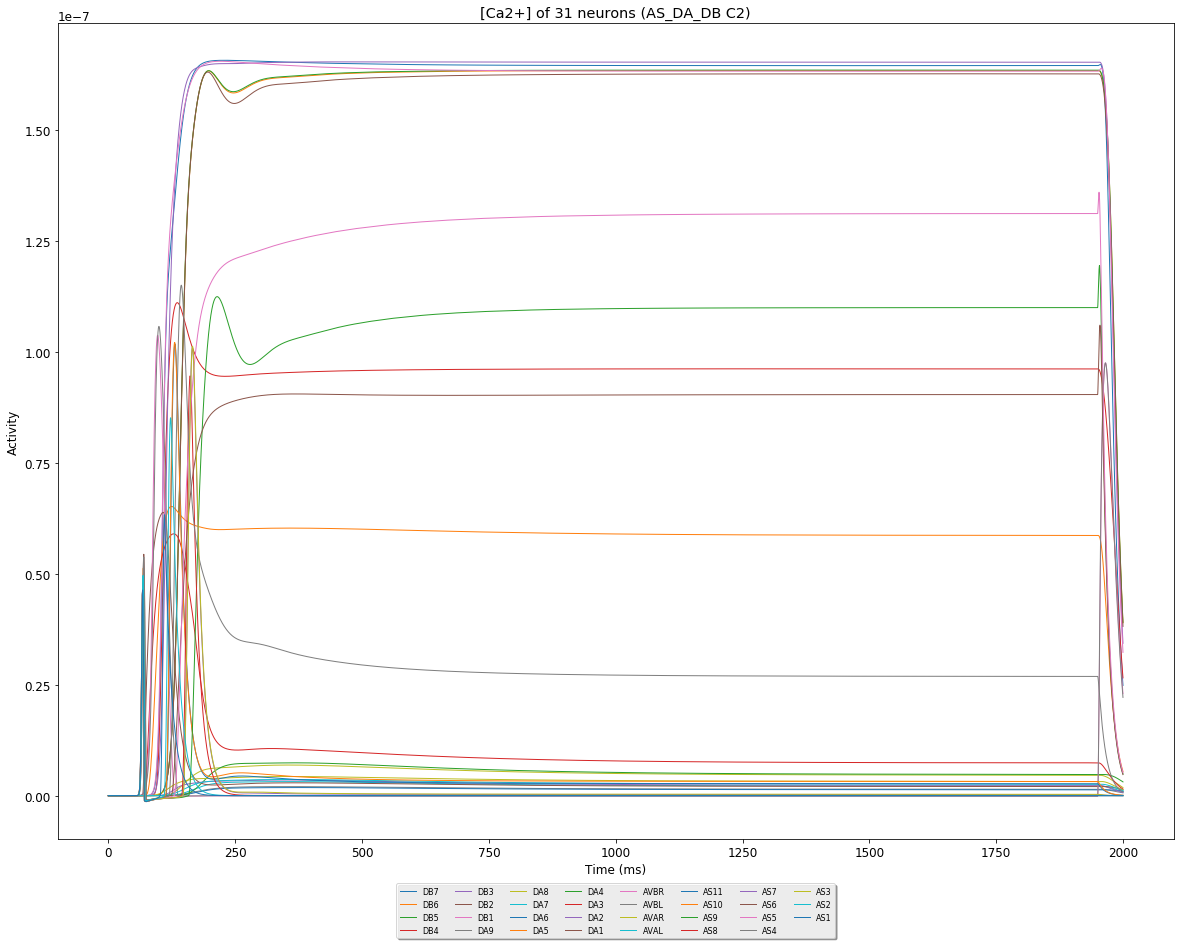 [Ca2+] of 31 neurons (AS_DA_DB C2)
1e−7
1.50
1.25
1.00
0.75
0.50
0.25
0.00
Activity
0 250 500 750 1000 1250 1500 1750 2000
Time (ms)
DB7 DB3 DA8 DA4 AVBR AS11 AS7 AS3
DB6 DB2 DA7 DA3 AVBL AS10 AS6 AS2
DB5 DB1 DA6 DA2 AVAR AS9 AS5 AS1
DB4 DA9 DA5 DA1 AVAL AS8 AS4